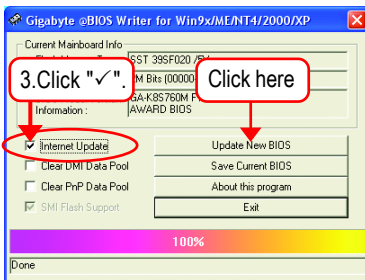 Gigabyte @BIOS Writer for Win9x/ME/NT4/2000/XP
Current Mainboard Info
SST 39SF020 /5V
3.Click "✓".
Click here
2M Bits (00000-
GA-K8S760M F
Information :
AWARD BIOS
Internet Update
Update New BIOS
Clear DMI Data Pool
Save Current BIOS
Clear PnP Data Pool
About this program
SMI Flash Support
Exit
100%
Done